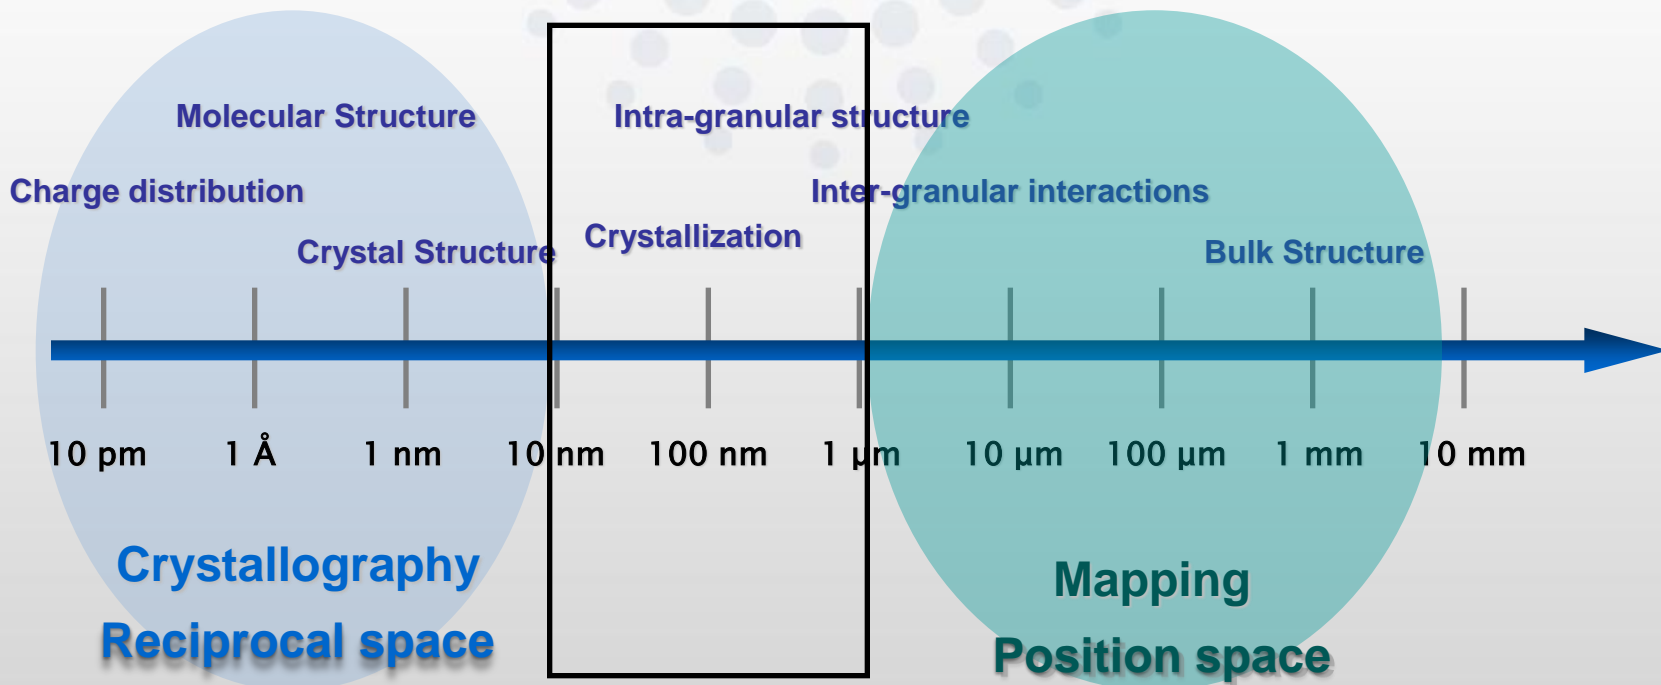 Molecular Structure
Intra-granular structure
Charge distribution
Inter-granular interactions
Crystallization
Crystal Structure
Bulk Structure
10 pm 1 Å 1 nm 10 nm 100 nm 1 µm 10 µm 100 µm 1 mm 10 mm
Crystallography
Reciprocal space
Mapping
Position space